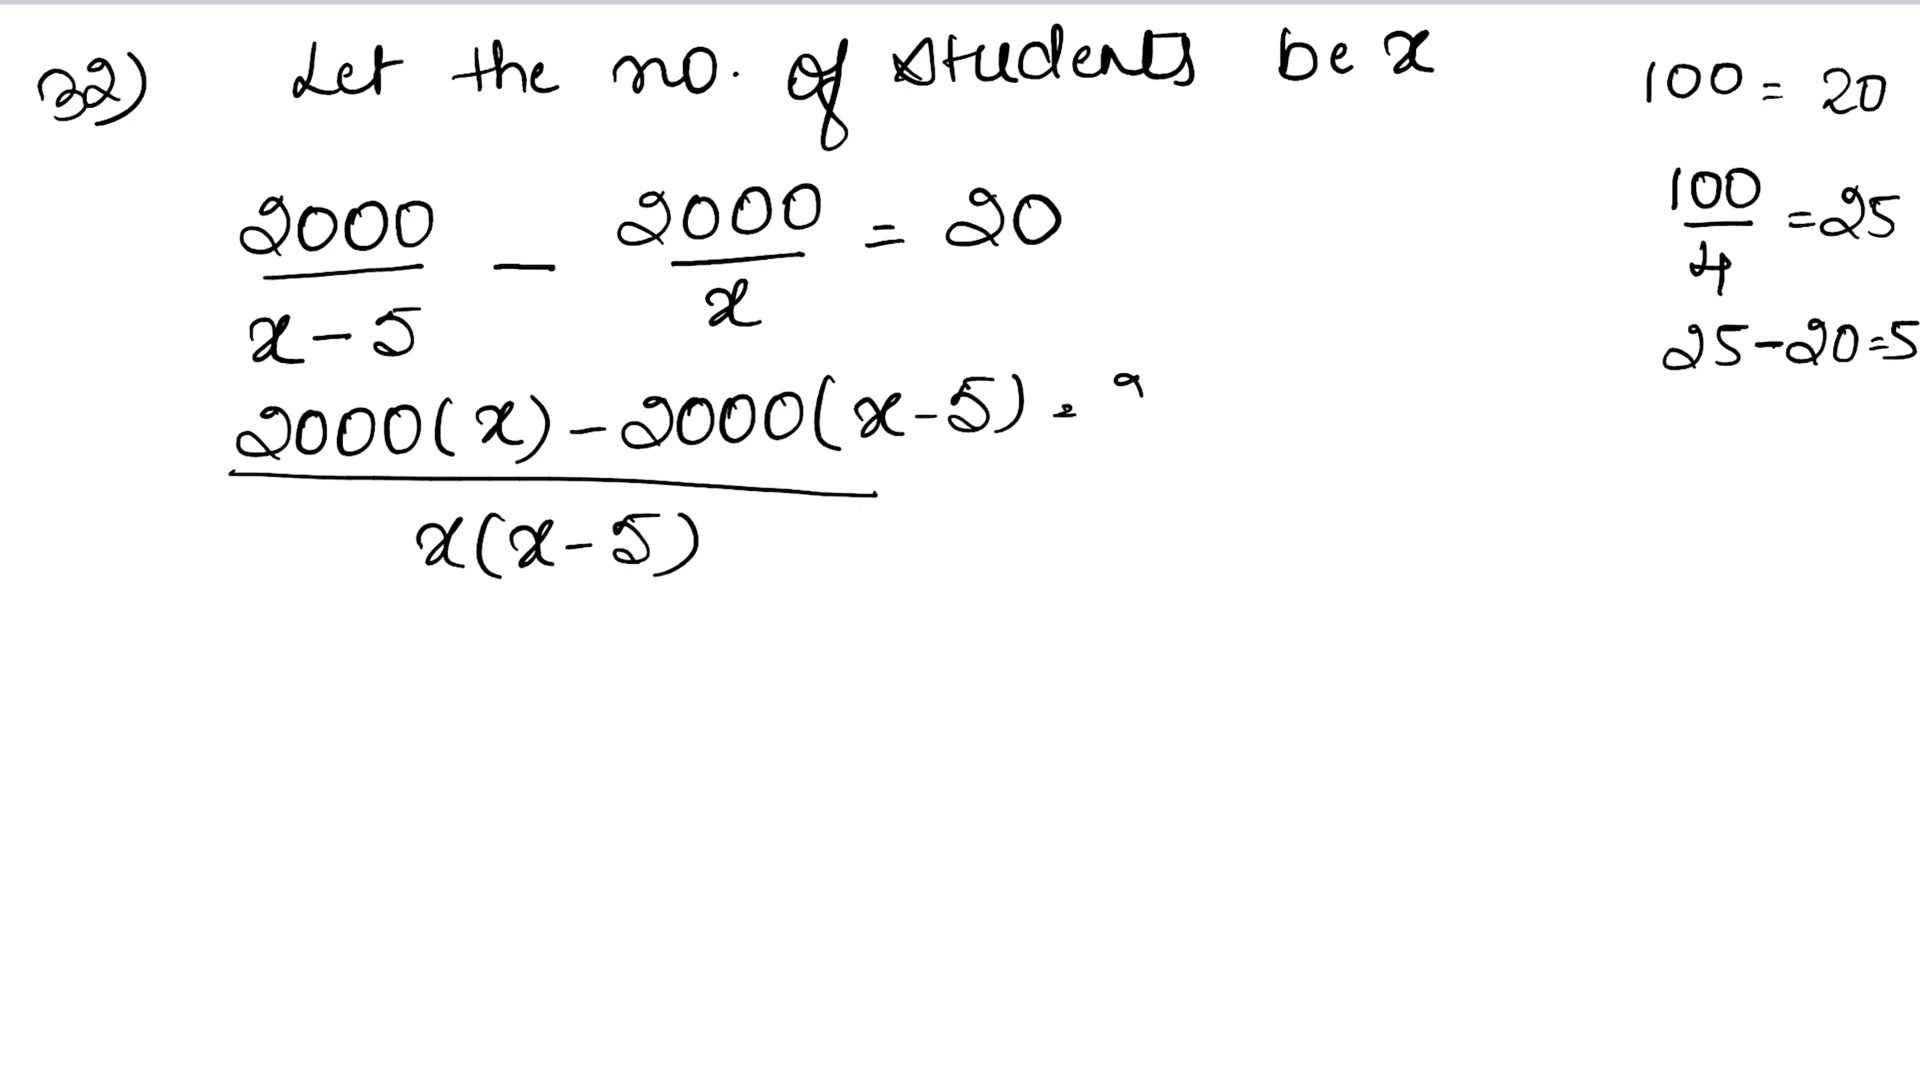 32) Let the no. of students be x
2000/(x-5) - 2000/x = 20
2000(x) - 2000(x-5) =
x(x-5)
100 = 20
100/4 = 25
25-20=5